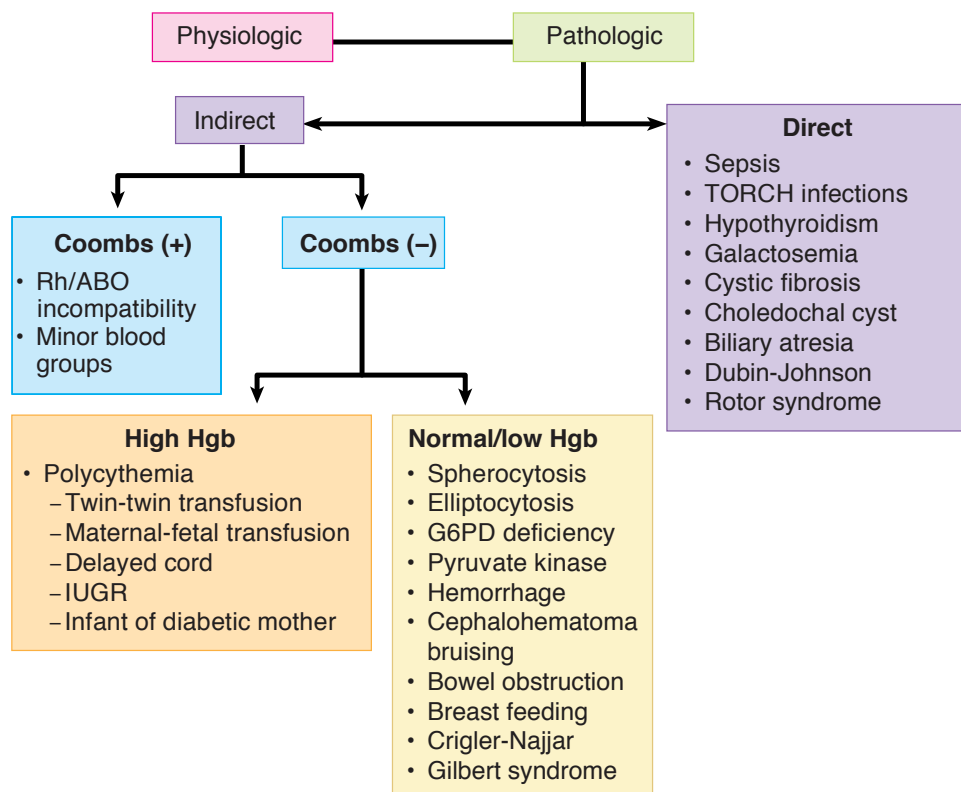 Physiologic
Pathologic
Indirect
Direct
• Sepsis
• TORCH infections
• Hypothyroidism
• Galactosemia
• Cystic fibrosis
• Choledochal cyst
• Biliary atresia
• Dubin-Johnson
• Rotor syndrome
Coombs (+)
• Rh/ABO
incompatibility
• Minor blood
groups
Coombs (–)
High Hgb
• Polycythemia
– Twin-twin transfusion
– Maternal-fetal transfusion
– Delayed cord
– IUGR
– Infant of diabetic mother
Normal/low Hgb
• Spherocytosis
• Elliptocytosis
• G6PD deficiency
• Pyruvate kinase
• Hemorrhage
• Cephalohematoma
bruising
• Bowel obstruction
• Breast feeding
• Crigler-Najjar
• Gilbert syndrome